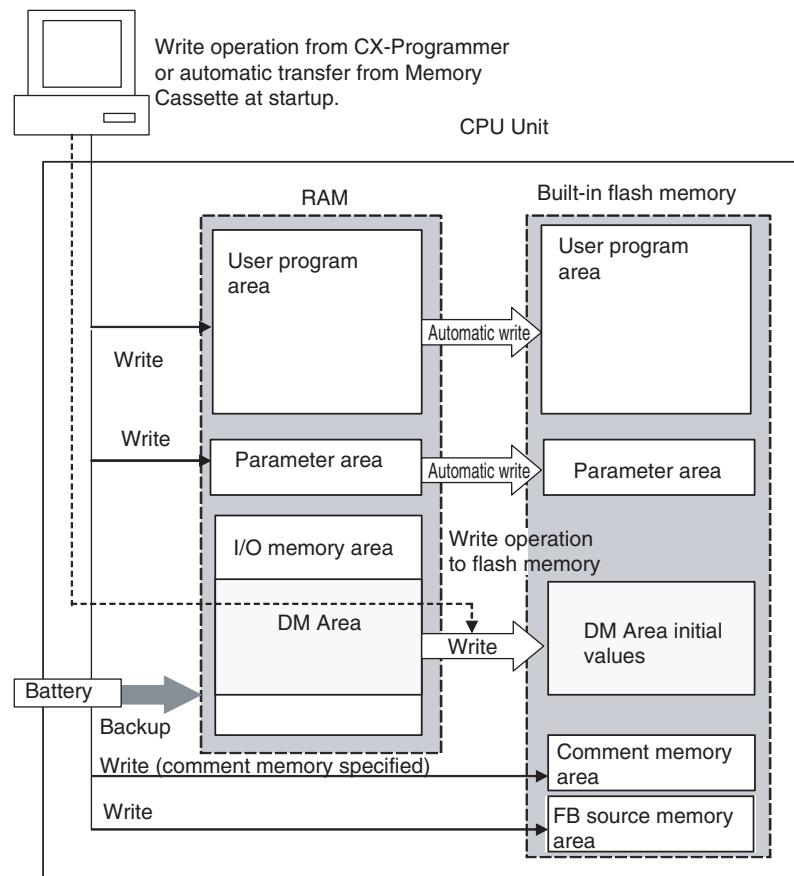 Write operation from CX-Programmer
or automatic transfer from Memory
Cassette at startup.
CPU Unit
RAM
Built-in flash memory
User program
area
User program
area
Automatic write
Write
Write
Parameter area
Automatic write
Parameter area
I/O memory area
Write operation
to flash memory
DM Area
Write
DM Area initial
values
Battery
Backup
Write (comment memory specified)
Comment memory
area
Write
FB source memory
area